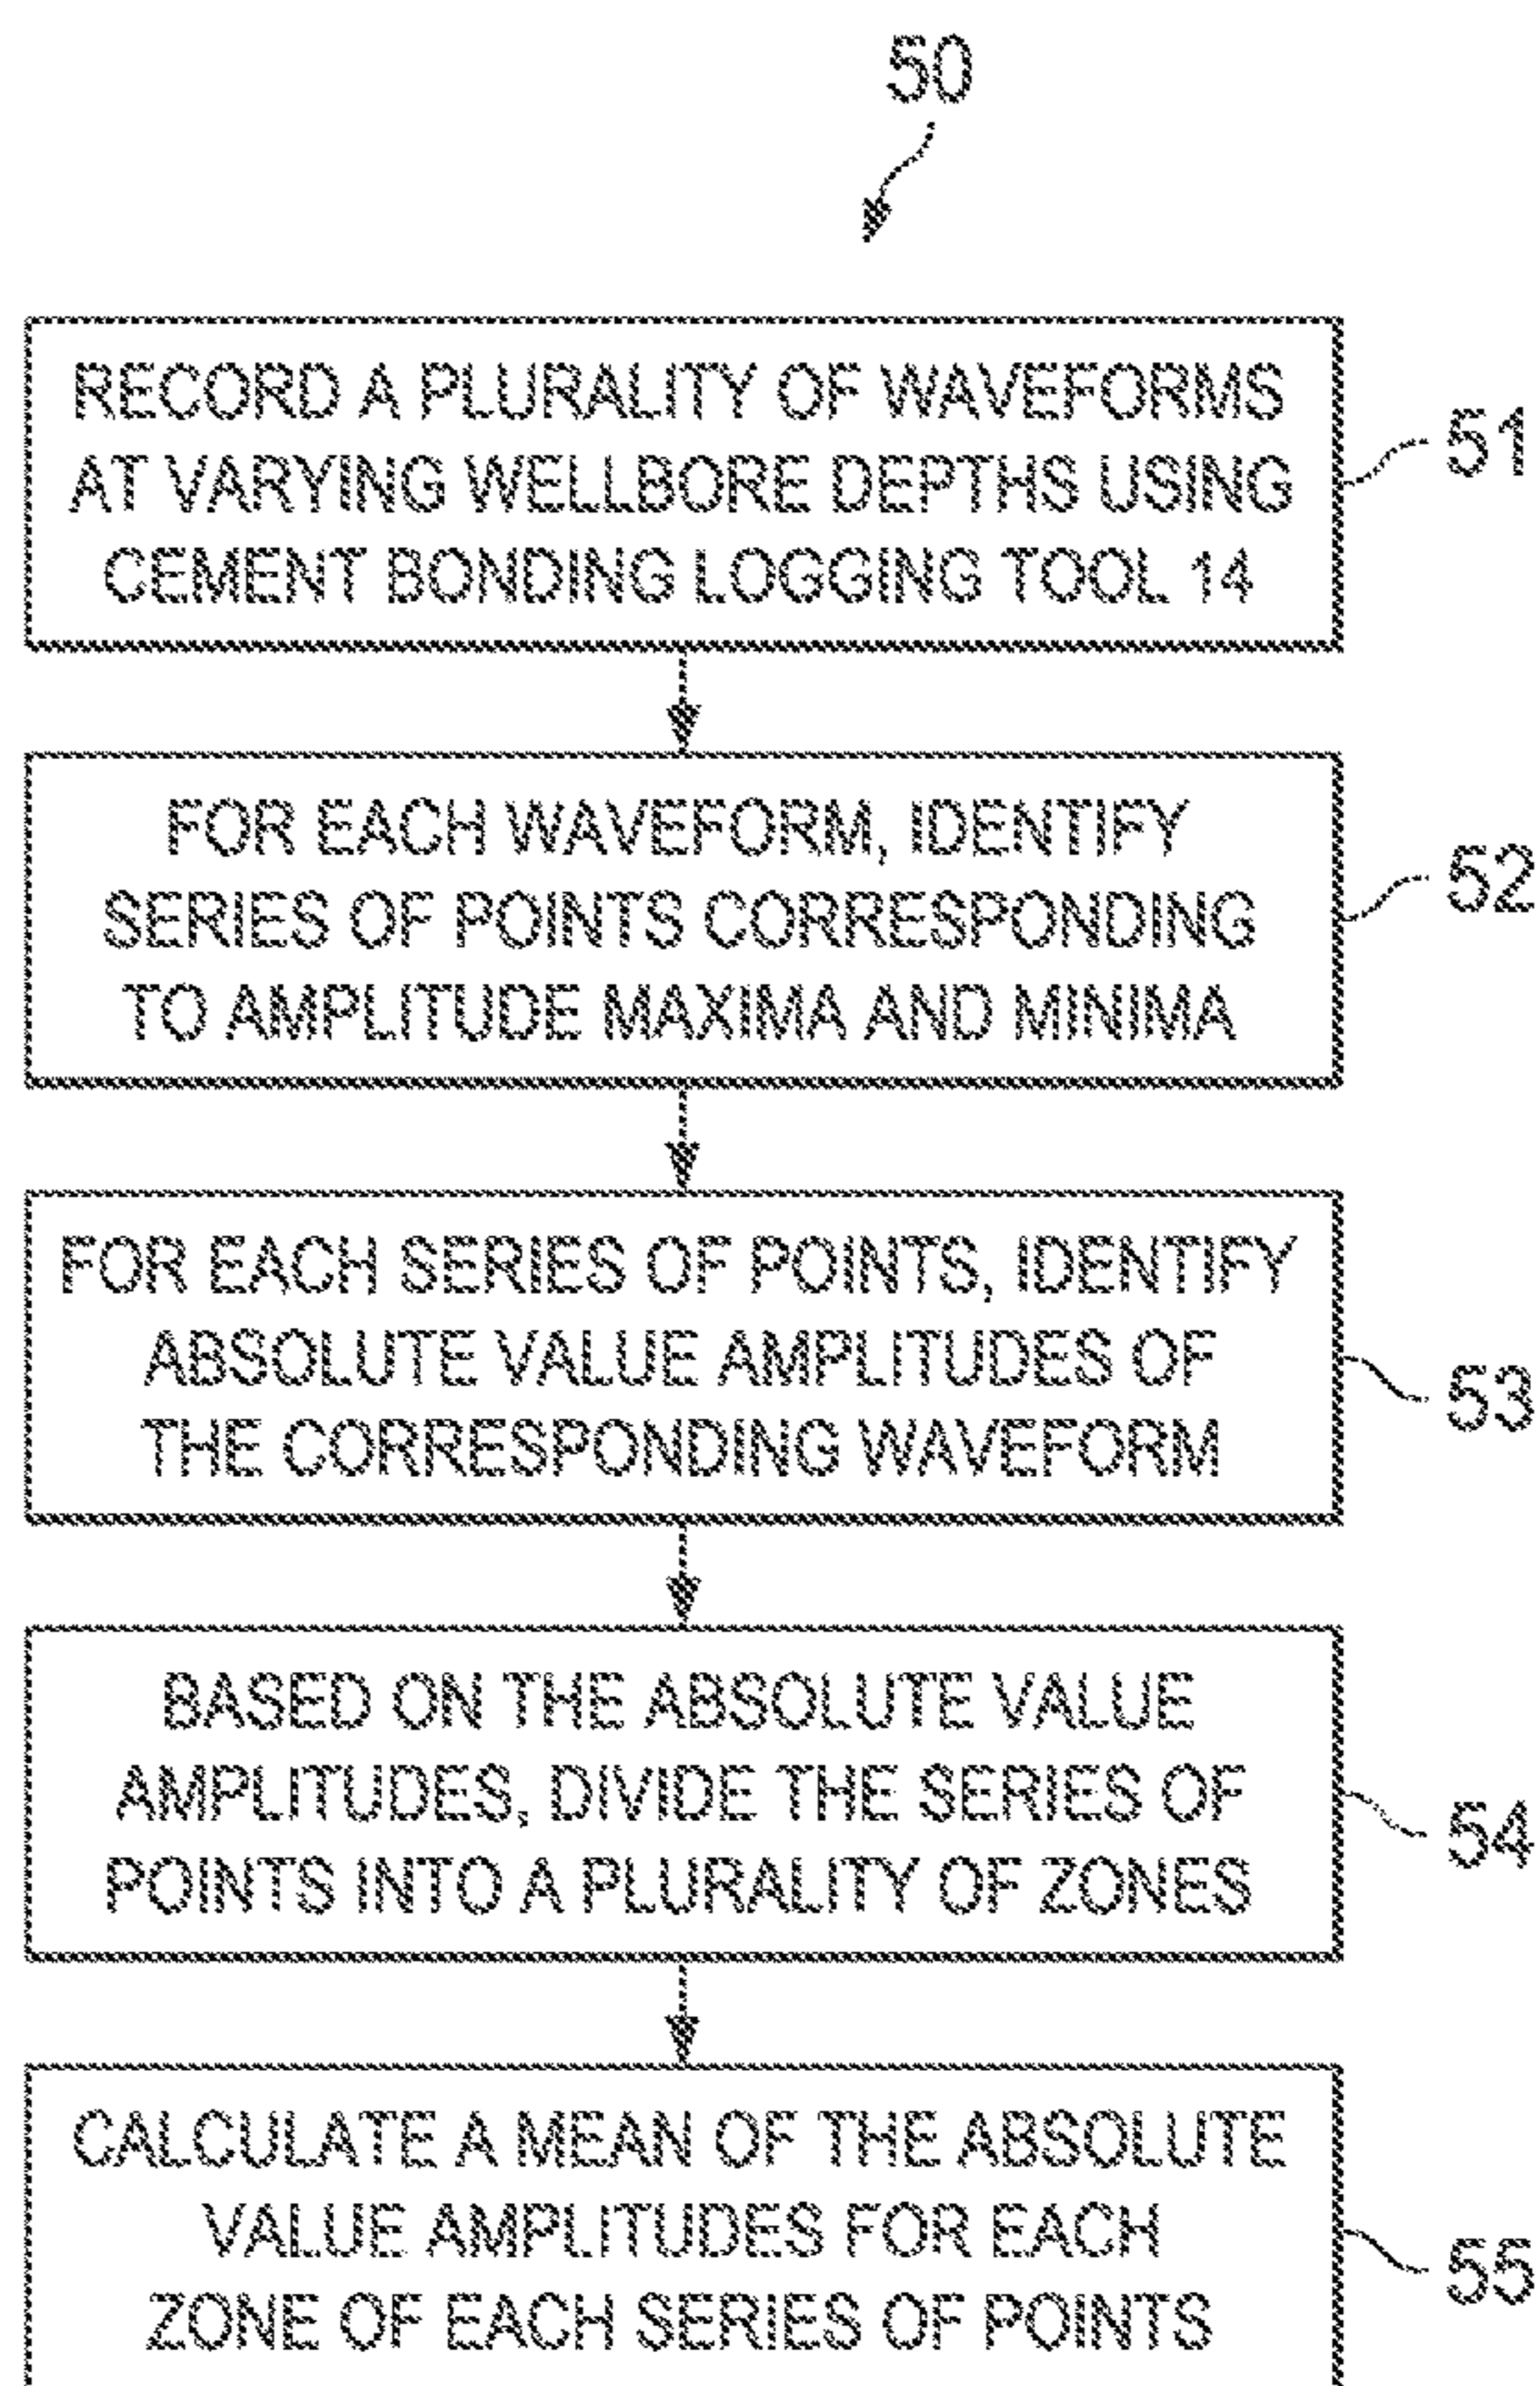 50
RECORD A PLURALITY OF WAVEFORMS
AT VARYING WELLBORE DEPTHS USING
CEMENT BONDING LOGGING TOOL 14
51
FOR EACH WAVEFORM, IDENTIFY
SERIES OF POINTS CORRESPONDING
TO AMPLITUDE MAXIMA AND MINIMA
52
FOR EACH SERIES OF POINTS, IDENTIFY
ABSOLUTE VALUE AMPLITUDES OF
THE CORRESPONDING WAVEFORM
53
BASED ON THE ABSOLUTE VALUE
AMPLITUDES, DIVIDE THE SERIES OF
POINTS INTO A PLURALITY OF ZONES
54
CALCULATE A MEAN OF THE ABSOLUTE
VALUE AMPLITUDES FOR EACH
ZONE OF EACH SERIES OF POINTS
55